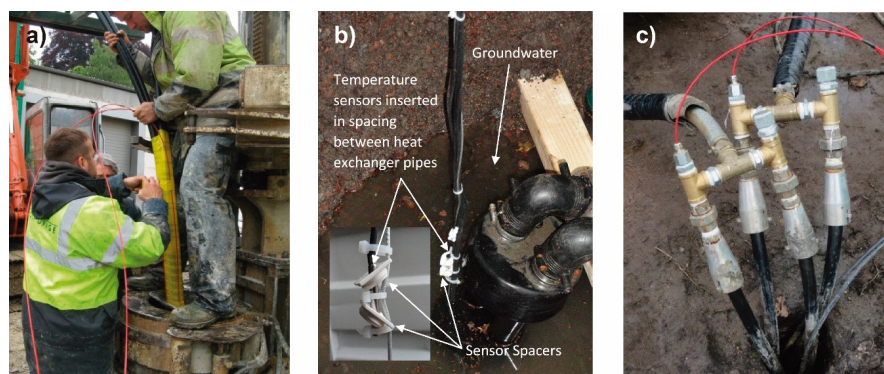 a)
b)
Groundwater
Temperature
sensors inserted
in spacing
between heat
exchanger pipes
Sensor Spacers
c)